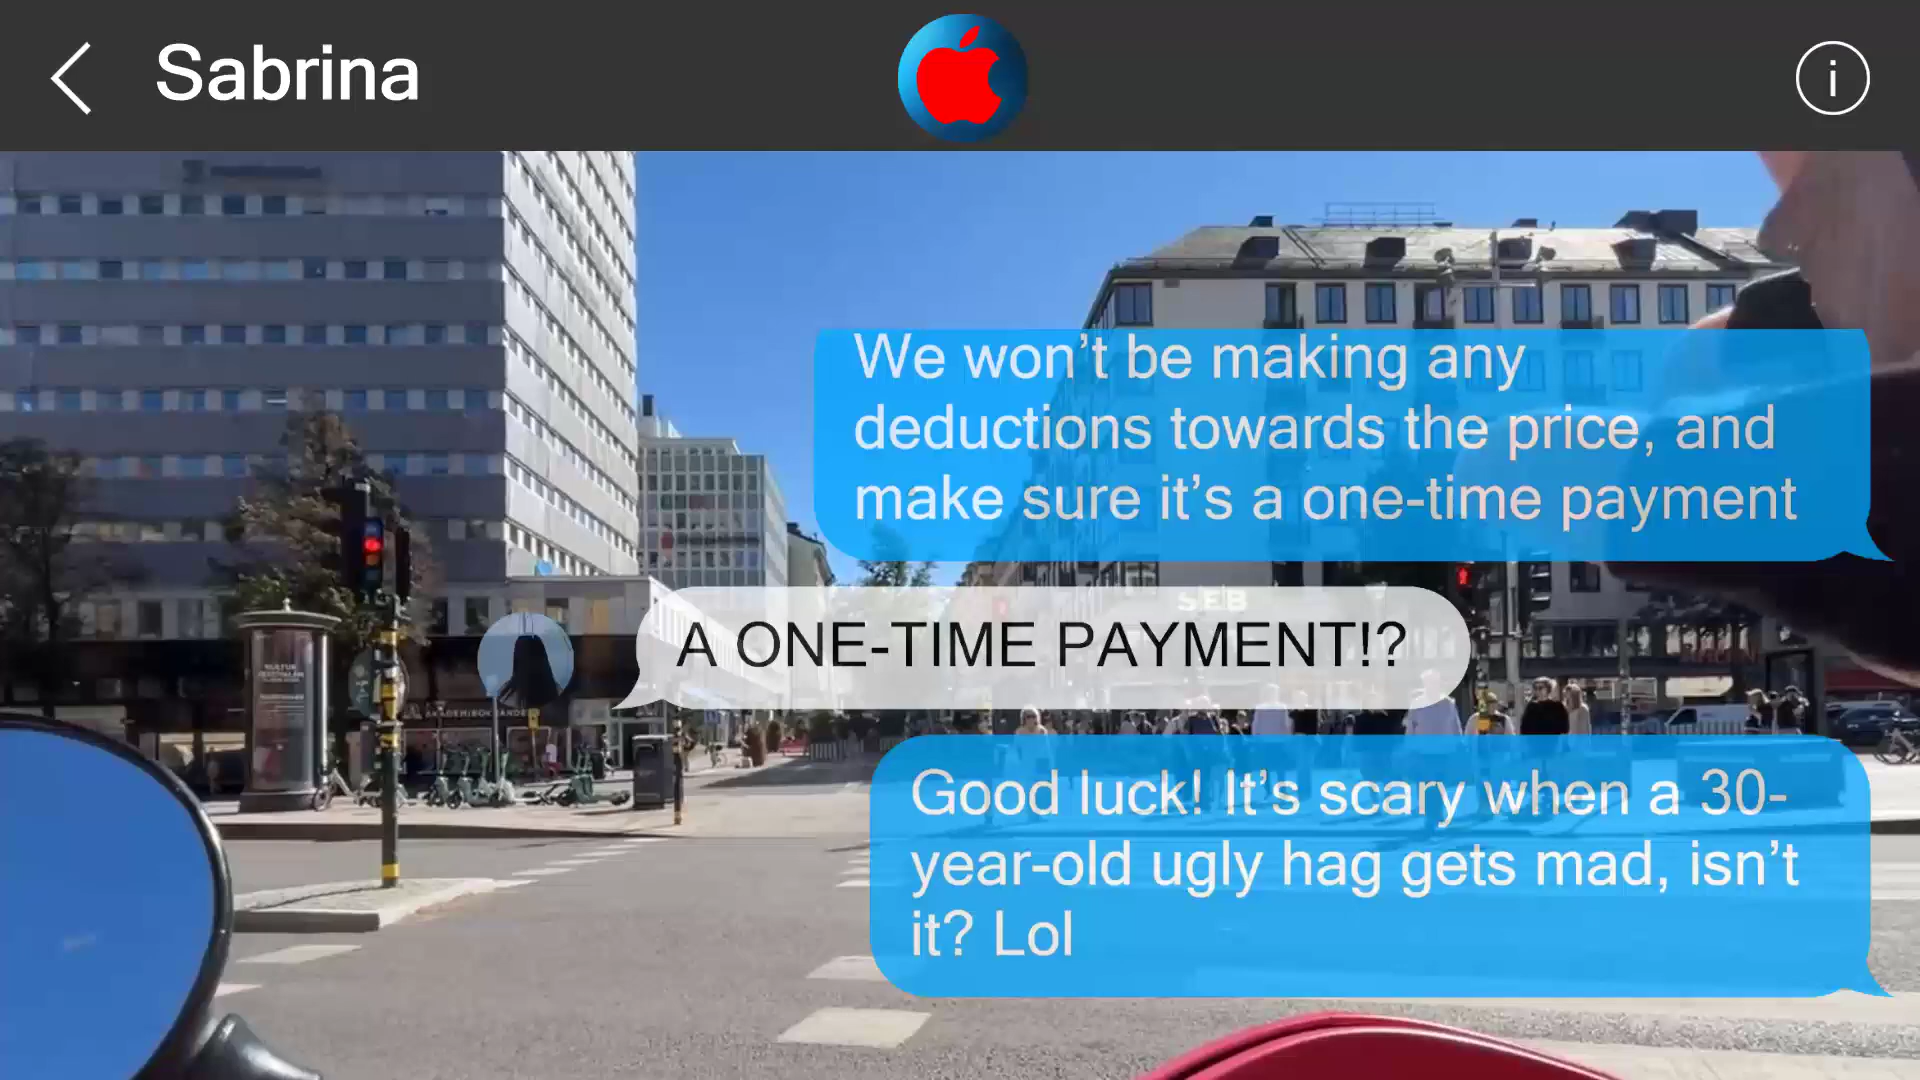 Sabrina
i
We won't be making any
deductions towards the price, and
make sure it's a one-time payment
SEB
A ONE-TIME PAYMENT!?
Good luck! It's scary when a 30-
year-old ugly hag gets mad, isn't
it? Lol